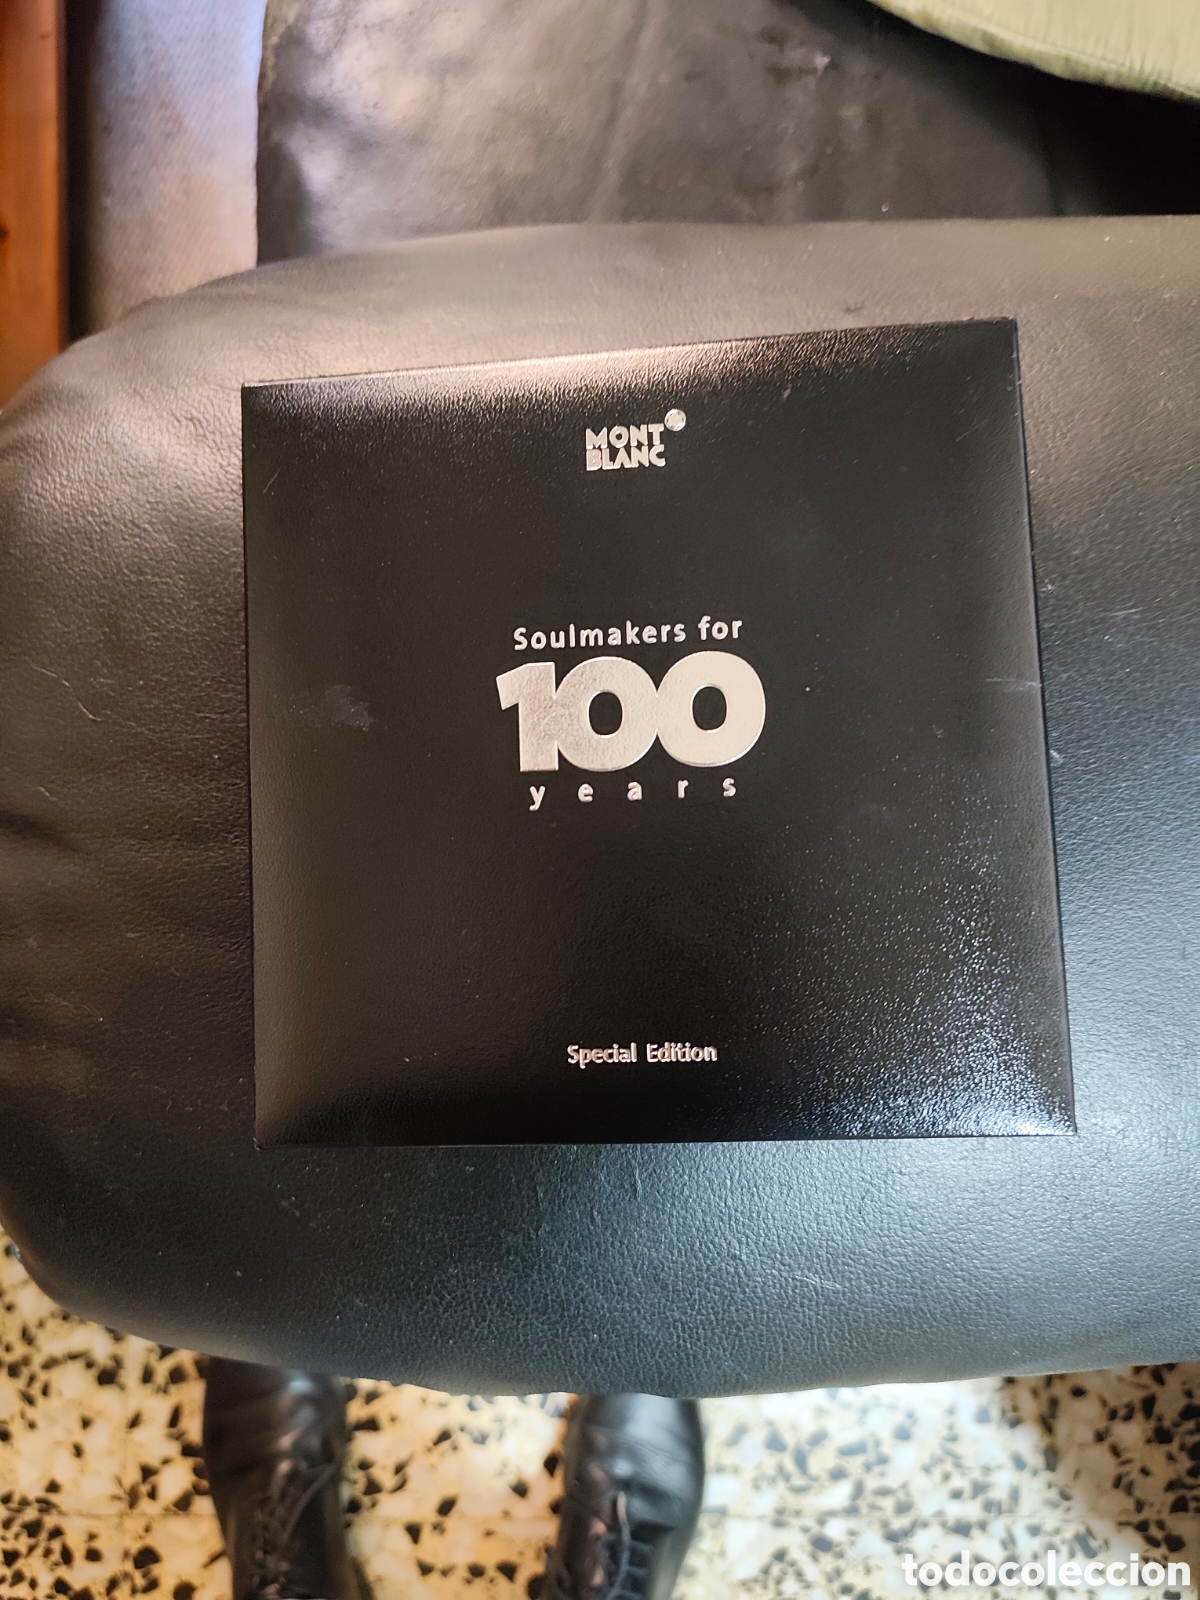 MONT
BLANC
Soulmakers for
100
years
Special Edition
todocoleccion